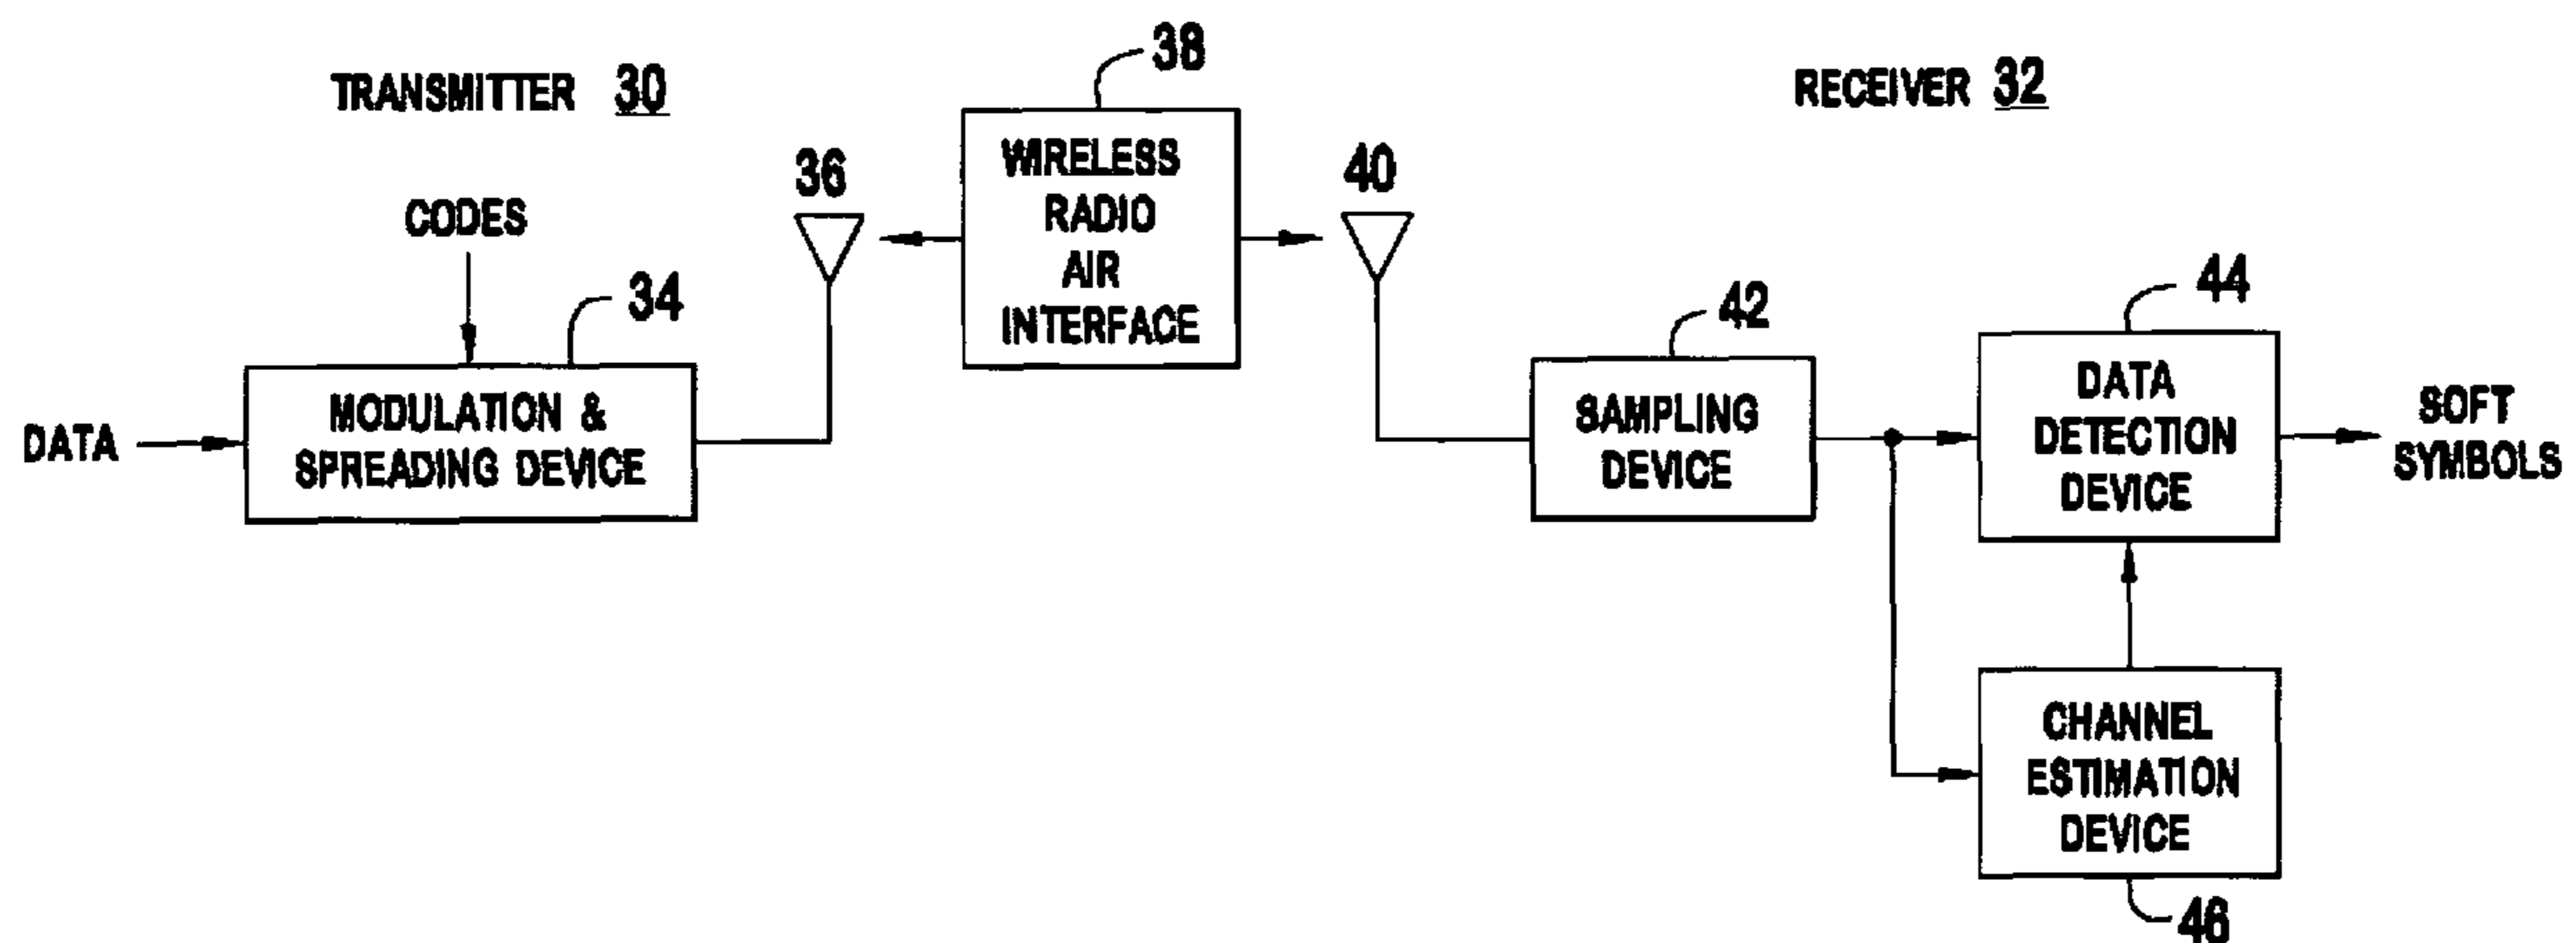 TRANSMITTER 30
38
RECEIVER 32
36
WIRELESS
RADIO
AIR
INTERFACE
40
CODES
34
42
44
DATA
MODULATION &
SPREADING DEVICE
SAMPLING
DEVICE
DATA
DETECTION
DEVICE
SOFT
SYMBOLS
CHANNEL
ESTIMATION
DEVICE
46